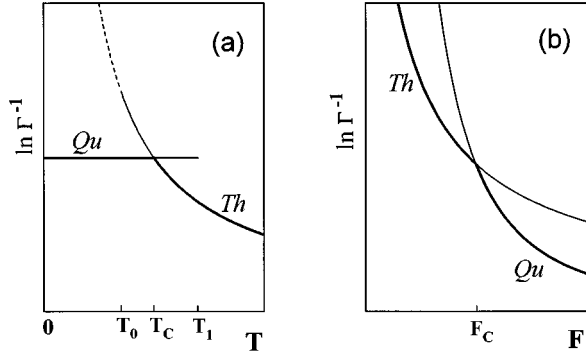 (a)
ln Γ⁻¹
Qu
Th
0 T₀ T_C T₁ T
(b)
ln Γ⁻¹
Th
Qu
F_C F